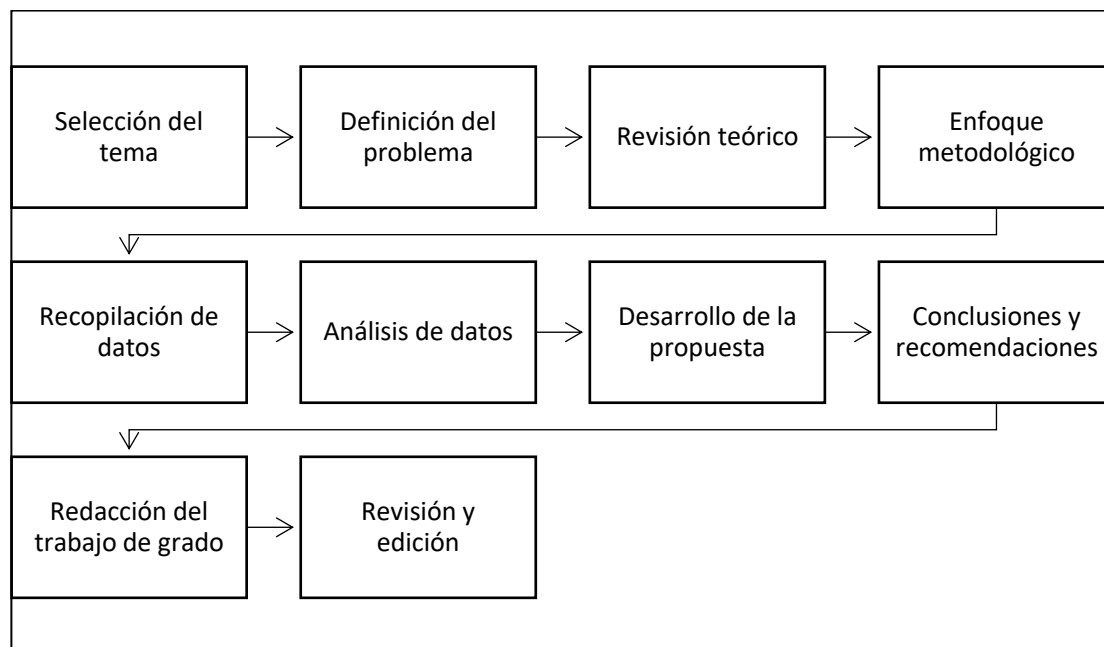 Selección del
tema
Definición del
problema
Revisión teórico
Enfoque
metodológico
Recopilación de
datos
Análisis de datos
Desarrollo de la
propuesta
Conclusiones y
recomendaciones
Redacción del
trabajo de grado
Revisión y
edición